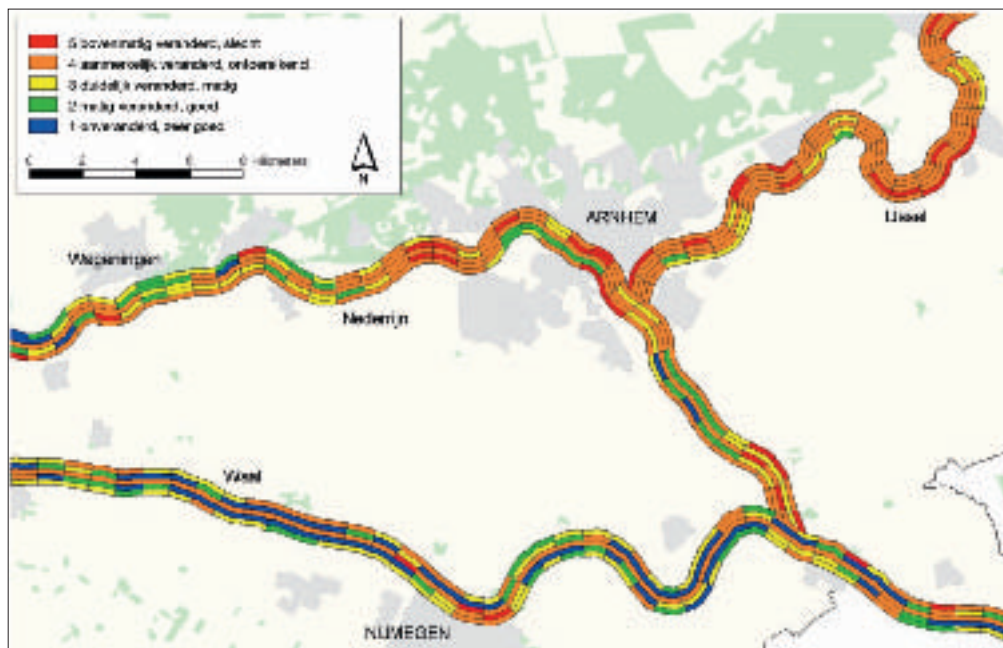 5 bovenmatig veranderd, slecht
4 aanmerkelijk veranderd, ontoereikend
3 duidelijk veranderd, matig
2 matig veranderd, goed
1 onveranderd, zeer goed
0 2 4 6 8 Kilometers
N
ARNHEM
IJssel
Wageningen
Nederrijn
Waal
NIJMEGEN